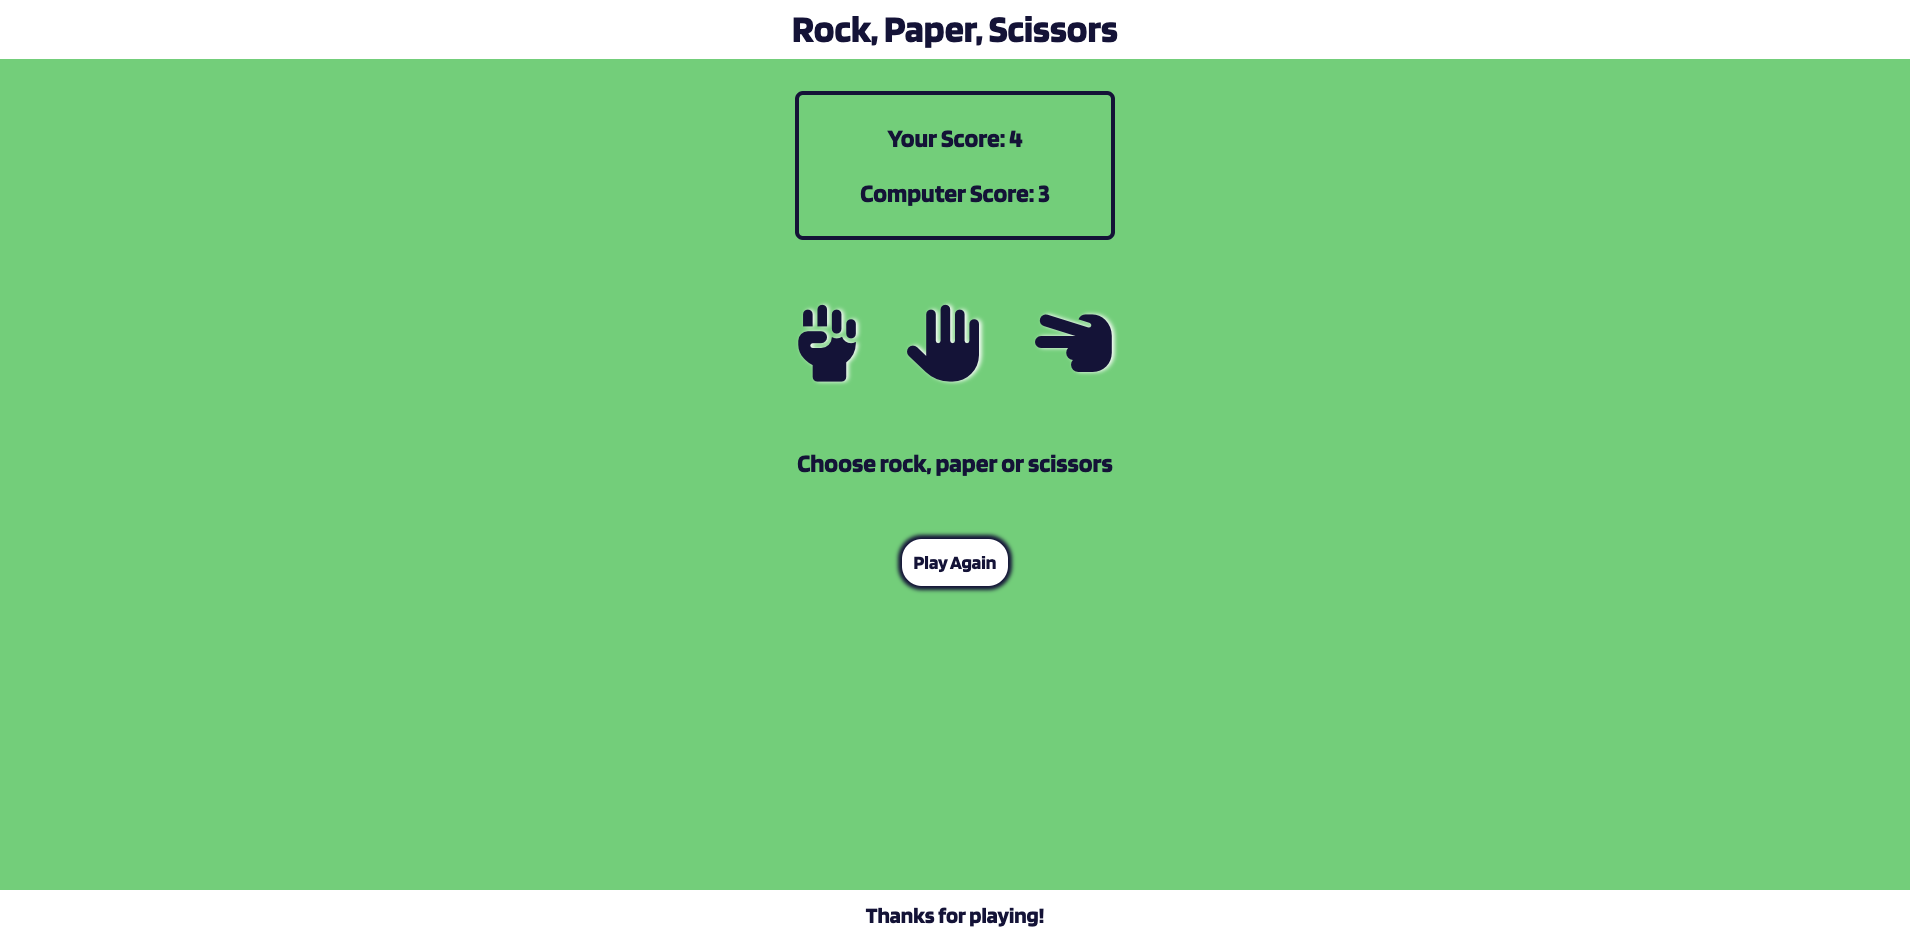 Rock, Paper, Scissors
Your Score: 4
Computer Score: 3
Choose rock, paper or scissors
Play Again
Thanks for playing!